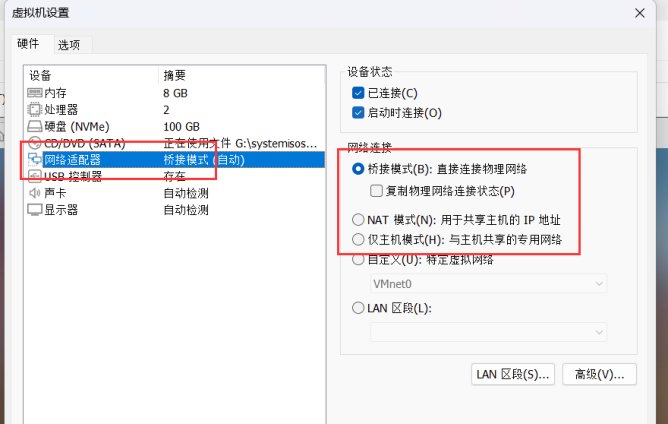 虚拟机设置
硬件 选项
设备 摘要
内存 8 GB
处理器 2
硬盘 (NVMe) 100 GB
CD/DVD (SATA) 正在使用文件 G:\systemisos...
网络适配器 桥接模式 (自动)
USB 控制器 存在
声卡 自动检测
显示器 自动检测
设备状态
已连接(C)
启动时连接(O)
网络连接
桥接模式(B): 直接连接物理网络
复制物理网络连接状态(P)
NAT 模式(N): 用于共享主机的 IP 地址
仅主机模式(H): 与主机共享的专用网络
自定义(U): 特定虚拟网络
VMnet0
LAN 区段(L):
LAN 区段(S)... 高级(V)...